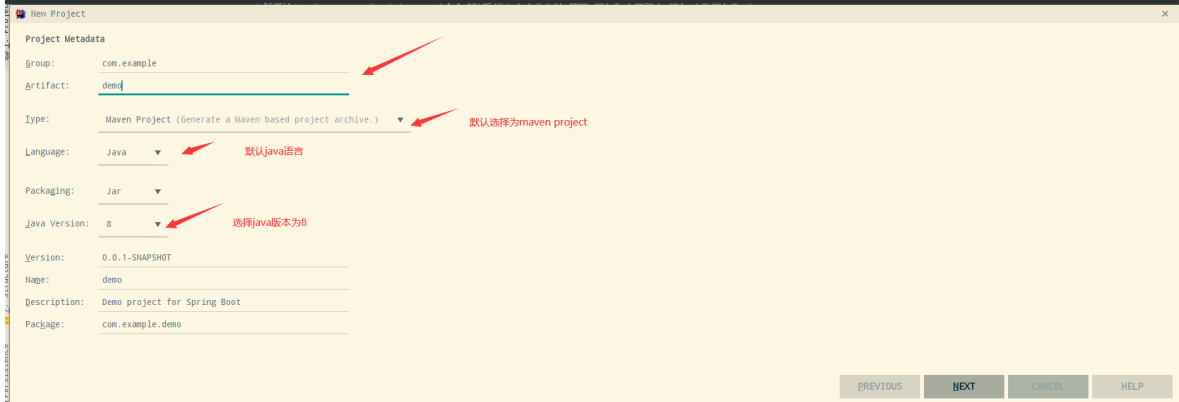 New Project
Project Metadata
Group: com.example
Artifact: demo
Type: Maven Project (Generate a Maven based project archive.)
默认选择为maven project
Language: Java
默认java语言
Packaging: Jar
Java Version: 8
选择java版本为8
Version: 0.0.1-SNAPSHOT
Name: demo
Description: Demo project for Spring Boot
Package: com.example.demo
PREVIOUS NEXT CANCEL HELP